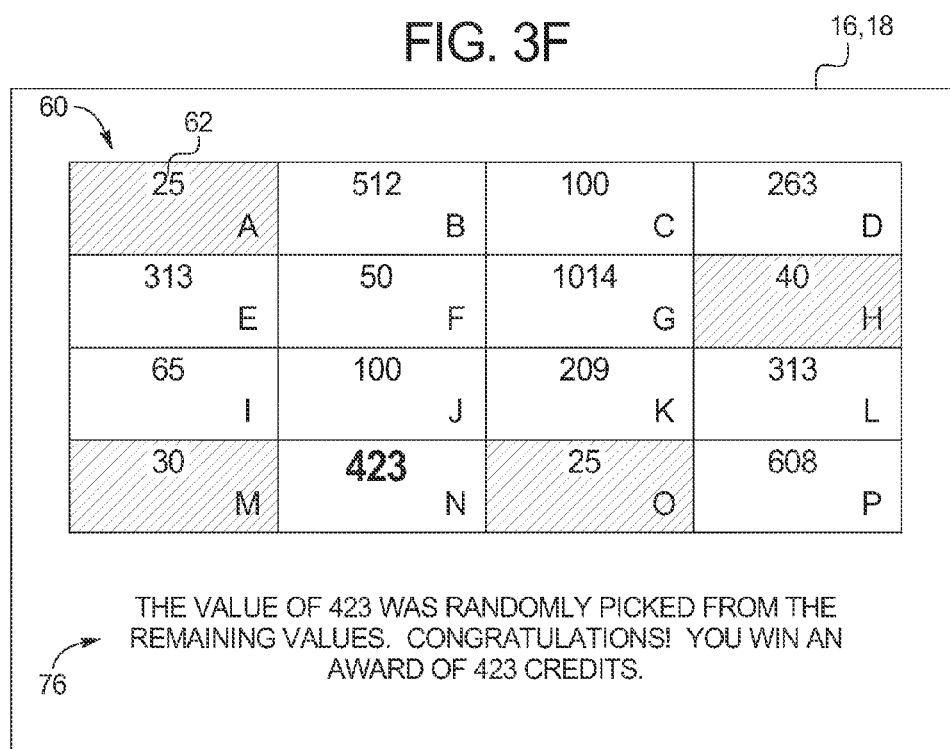 FIG. 3F
16,18
60
62
25 512 100 263
A B C D
313 50 1014 40
E F G H
65 100 209 313
I J K L
30 423 25 608
M N O P
THE VALUE OF 423 WAS RANDOMLY PICKED FROM THE
REMAINING VALUES. CONGRATULATIONS! YOU WIN AN
AWARD OF 423 CREDITS.
76